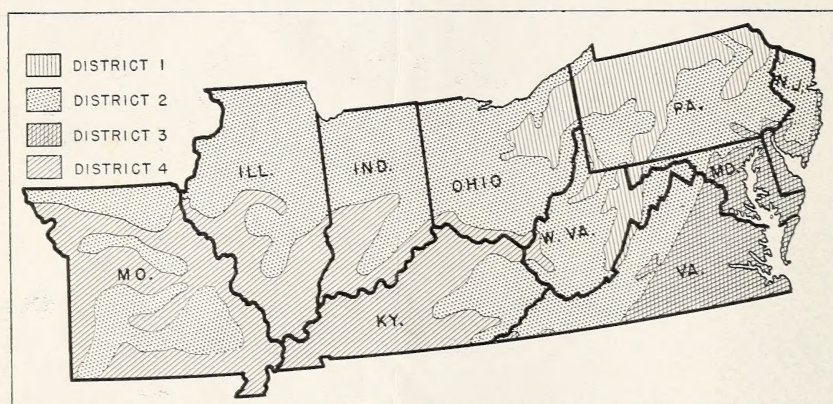 DISTRICT 1
DISTRICT 2
DISTRICT 3
DISTRICT 4
N.J.
PA.
ILL.
IND.
OHIO
MD.
W. VA.
VA.
MO.
KY.